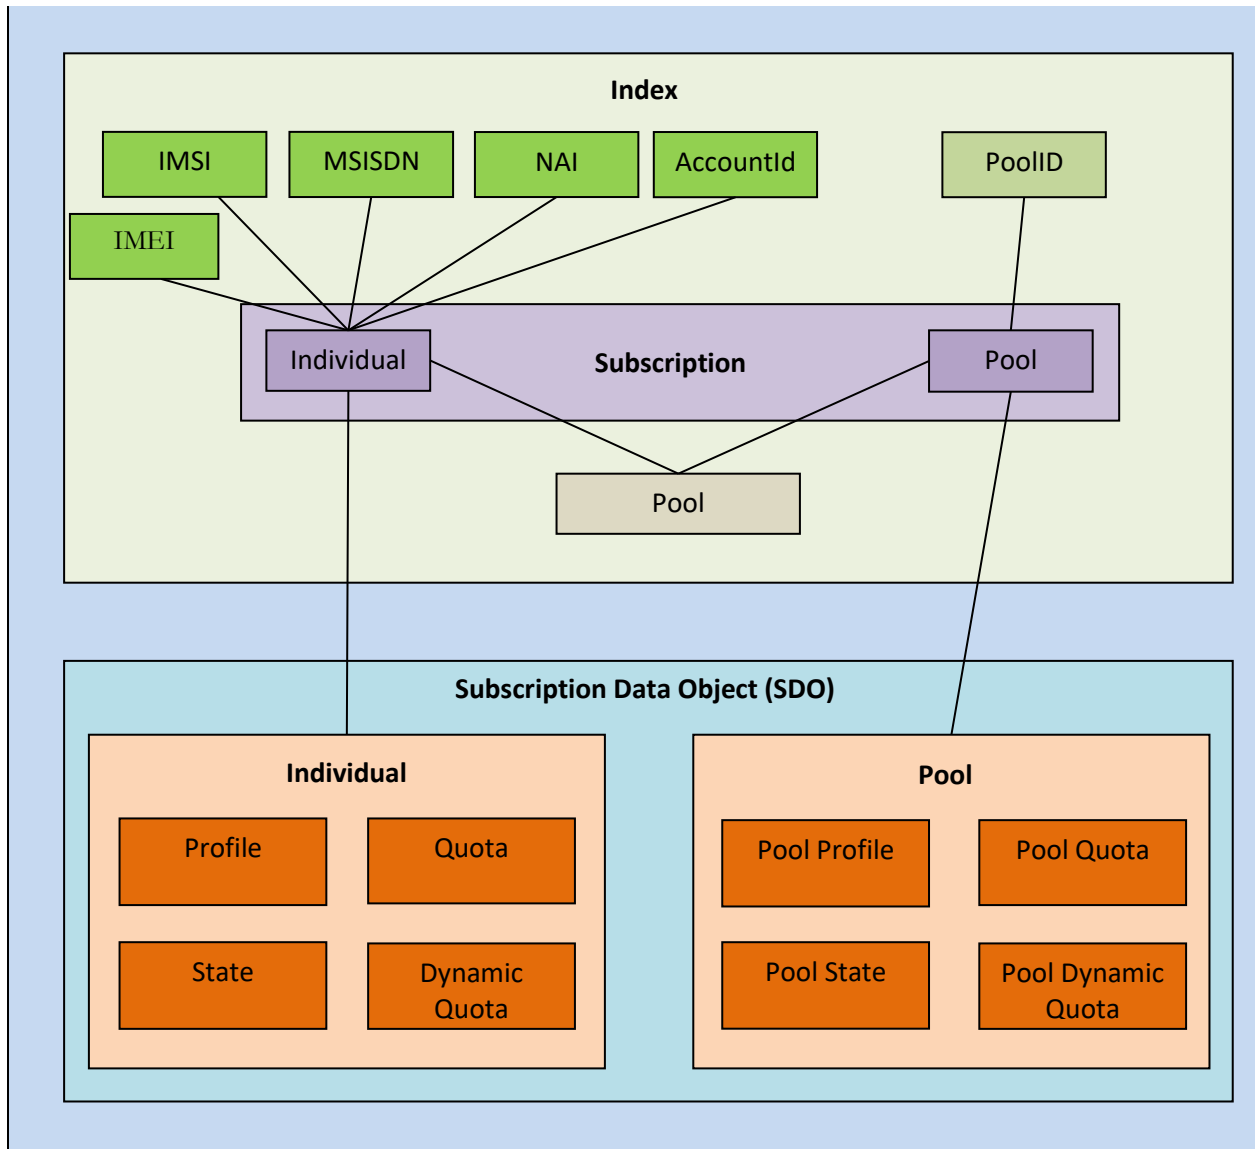 Index
IMSI
MSISDN
NAI
AccountId
PoolID
IMEI
Individual
Subscription
Pool
Pool
Subscription Data Object (SDO)
Individual
Profile
Quota
State
Dynamic
Quota
Pool
Pool Profile
Pool Quota
Pool State
Pool Dynamic
Quota